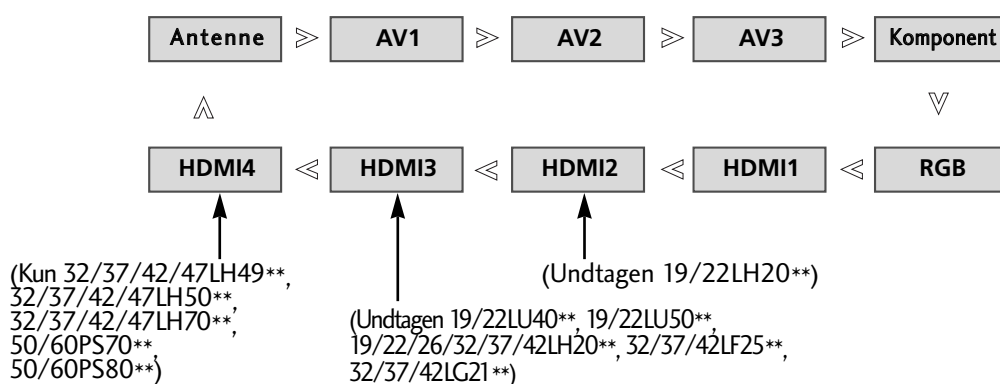 Antenne AV1 AV2 AV3 Komponent
HDMI4 HDMI3 HDMI2 HDMI1 RGB
(Kun 32/37/42/47LH49**,
32/37/42/47LH50**,
32/37/42/47LH70**,
50/60PS70**,
50/60PS80**)
(Undtagen 19/22LU40**, 19/22LU50**,
19/22/26/32/37/42LH20**, 32/37/42LF25**,
32/37/42LG21**)
(Undtagen 19/22LH20**)